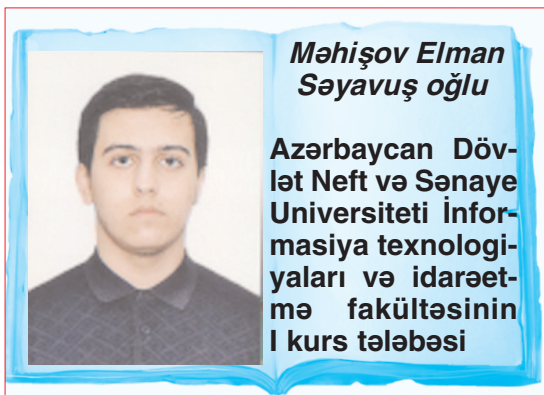 Məhişov Elman
Səyavuş oğlu
Azərbaycan Döv-
lət Neft və Sənaye
Universiteti İnfor-
masiya texnologi-
yaları və idarəet-
mə fakültəsinin
I kurs tələbəsi